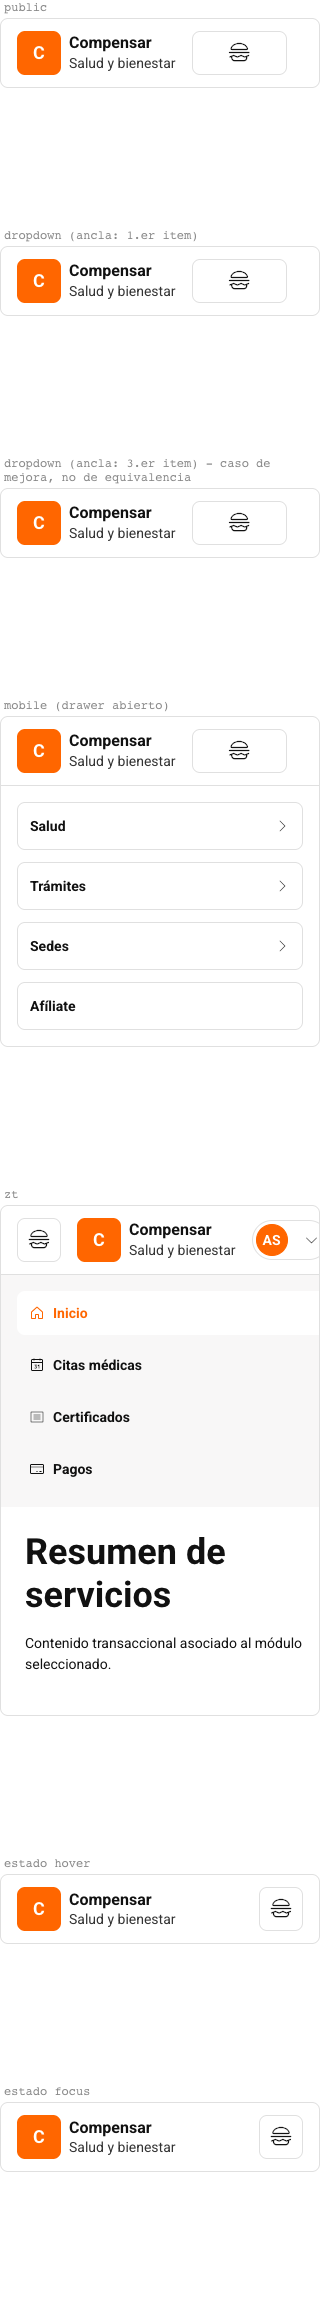 public
C
Compensar
Salud y bienestar
dropdown (ancla: 1.er item)
C
Compensar
Salud y bienestar
dropdown (ancla: 3.er item) - caso de
mejora, no de equivalencia
C
Compensar
Salud y bienestar
mobile (drawer abierto)
C
Compensar
Salud y bienestar
Salud
Trámites
Sedes
Afíliate
zt
C
Compensar
Salud y bienestar
AS
Inicio
Citas médicas
Certificados
Pagos
Resumen de
servicios
Contenido transaccional asociado al módulo
seleccionado.
estado hover
C
Compensar
Salud y bienestar
estado focus
C
Compensar
Salud y bienestar